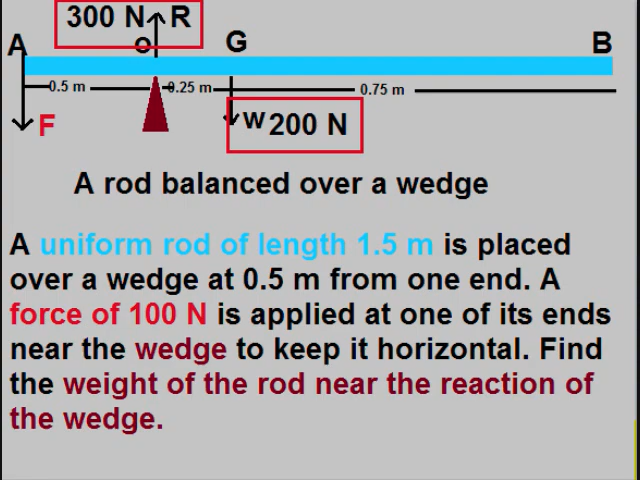 300 N R
A O G B
0.5 m 0.25 m 0.75 m
F W 200 N
A rod balanced over a wedge
A uniform rod of length 1.5 m is placed
over a wedge at 0.5 m from one end. A
force of 100 N is applied at one of its ends
near the wedge to keep it horizontal. Find
the weight of the rod near the reaction of
the wedge.